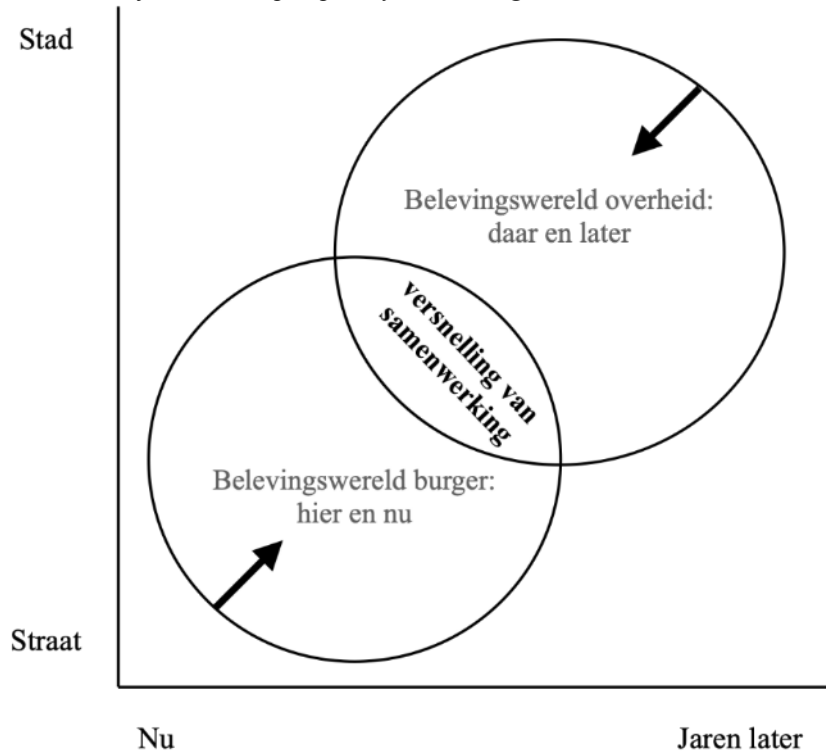 Stad
Belevingswereld overheid:
daar en later
versnelling van
samenwerking
Belevingswereld burger:
hier en nu
Straat
Nu
Jaren later